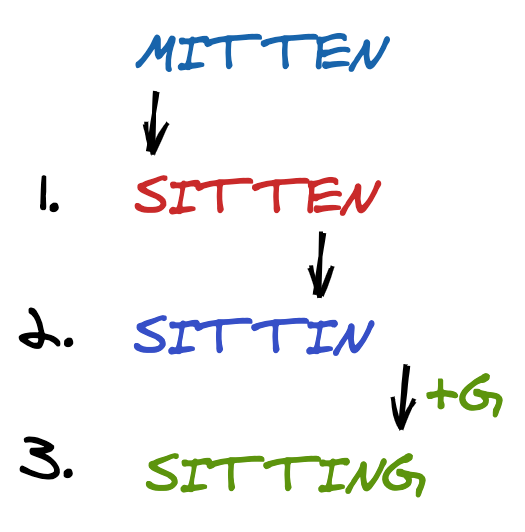 MITTEN
1. SITTEN
2. SITTIN
+G
3. SITTING